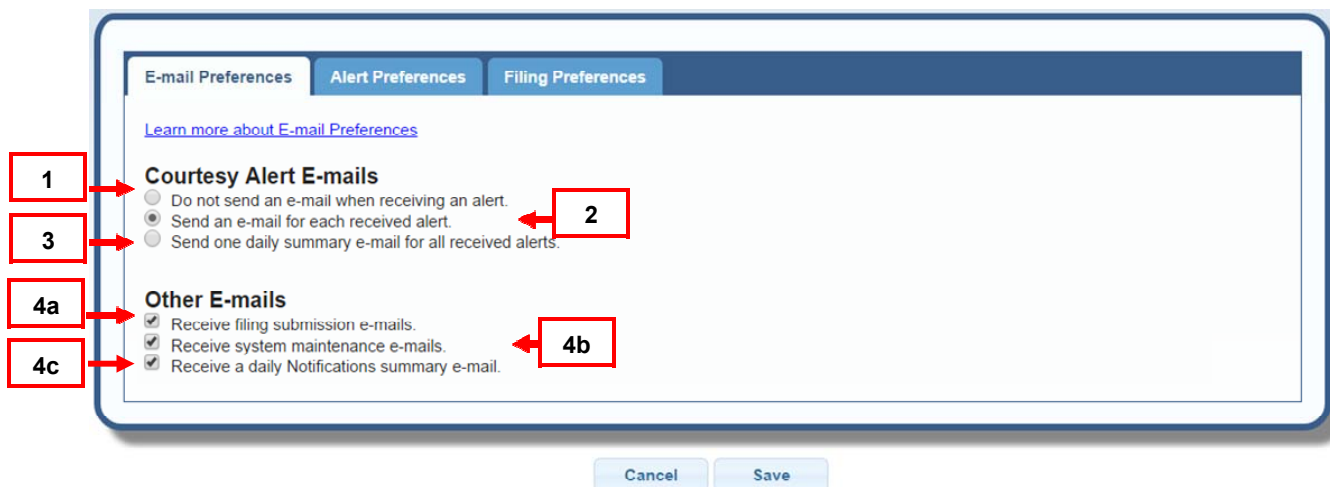 E-mail Preferences Alert Preferences Filing Preferences
Learn more about E-mail Preferences
Courtesy Alert E-mails
1
Do not send an e-mail when receiving an alert.
Send an e-mail for each received alert.
2
3
Send one daily summary e-mail for all received alerts.
Other E-mails
4a
Receive filing submission e-mails.
Receive system maintenance e-mails.
4b
4c
Receive a daily Notifications summary e-mail.
Cancel Save